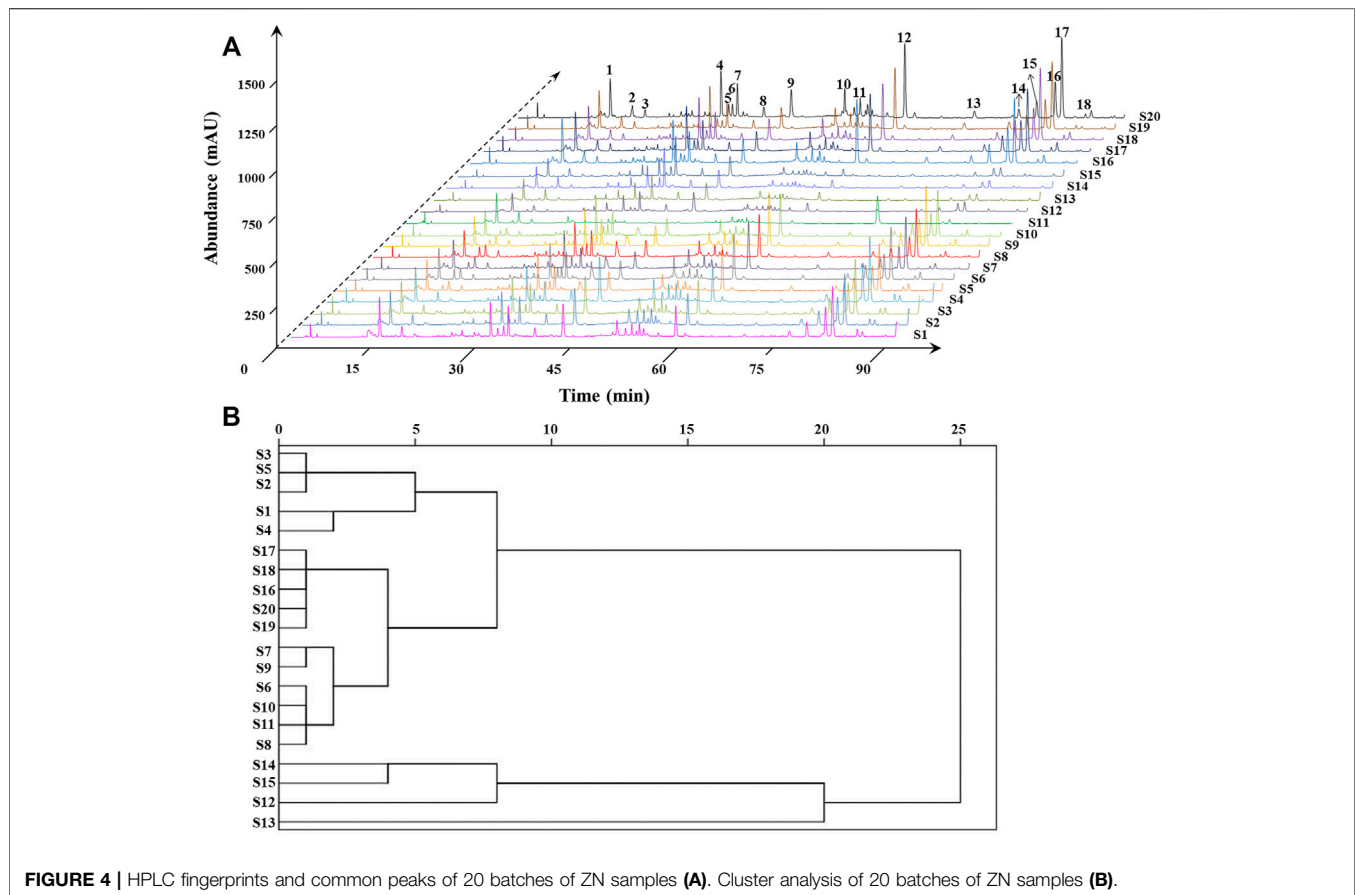 A
Abundance (mAU)
1500
1250
1000
750
500
250
0
15
30
45
60
75
90
Time (min)
1
2
3
4
5
6
7
8
9
10
11
12
13
14
15
16
17
18
S20
S19
S18
S17
S16
S15
S14
S13
S12
S11
S10
S9
S8
S7
S6
S5
S4
S3
S2
S1
B
0 5 10 15 20 25
S3
S5
S2
S1
S4
S17
S18
S16
S20
S19
S7
S9
S6
S10
S11
S8
S14
S15
S12
S13
FIGURE 4 | HPLC fingerprints and common peaks of 20 batches of ZN samples (A). Cluster analysis of 20 batches of ZN samples (B).